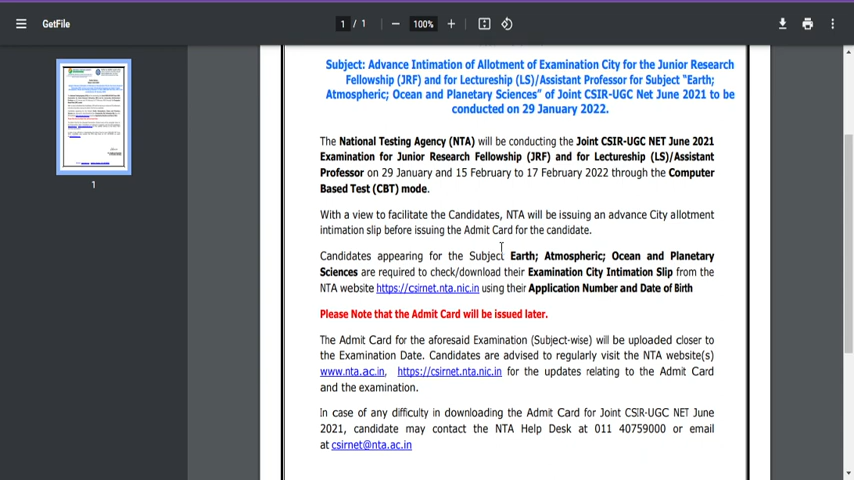 GetFile
1 / 1
100%
1
Subject: Advance Intimation of Allotment of Examination City for the Junior Research
Fellowship (JRF) and for Lectureship (LS)/Assistant Professor for Subject "Earth;
Atmospheric; Ocean and Planetary Sciences" of Joint CSIR-UGC Net June 2021 to be
conducted on 29 January 2022.
The National Testing Agency (NTA) will be conducting the Joint CSIR-UGC NET June 2021
Examination for Junior Research Fellowship (JRF) and for Lectureship (LS)/Assistant
Professor on 29 January and 15 February to 17 February 2022 through the Computer
Based Test (CBT) mode.
With a view to facilitate the Candidates, NTA will be issuing an advance City allotment
intimation slip before issuing the Admit Card for the candidate.
Candidates appearing for the Subject Earth; Atmospheric; Ocean and Planetary
Sciences are required to check/download their Examination City Intimation Slip from the
NTA website https://csirnet.nta.nic.in using their Application Number and Date of Birth
Please Note that the Admit Card will be issued later.
The Admit Card for the aforesaid Examination (Subject-wise) will be uploaded closer to
the Examination Date. Candidates are advised to regularly visit the NTA website(s)
www.nta.ac.in, https://csirnet.nta.nic.in for the updates relating to the Admit Card
and the examination.
In case of any difficulty in downloading the Admit Card for Joint CSIR-UGC NET June
2021, candidate may contact the NTA Help Desk at 011 40759000 or email
at csirnet@nta.ac.in